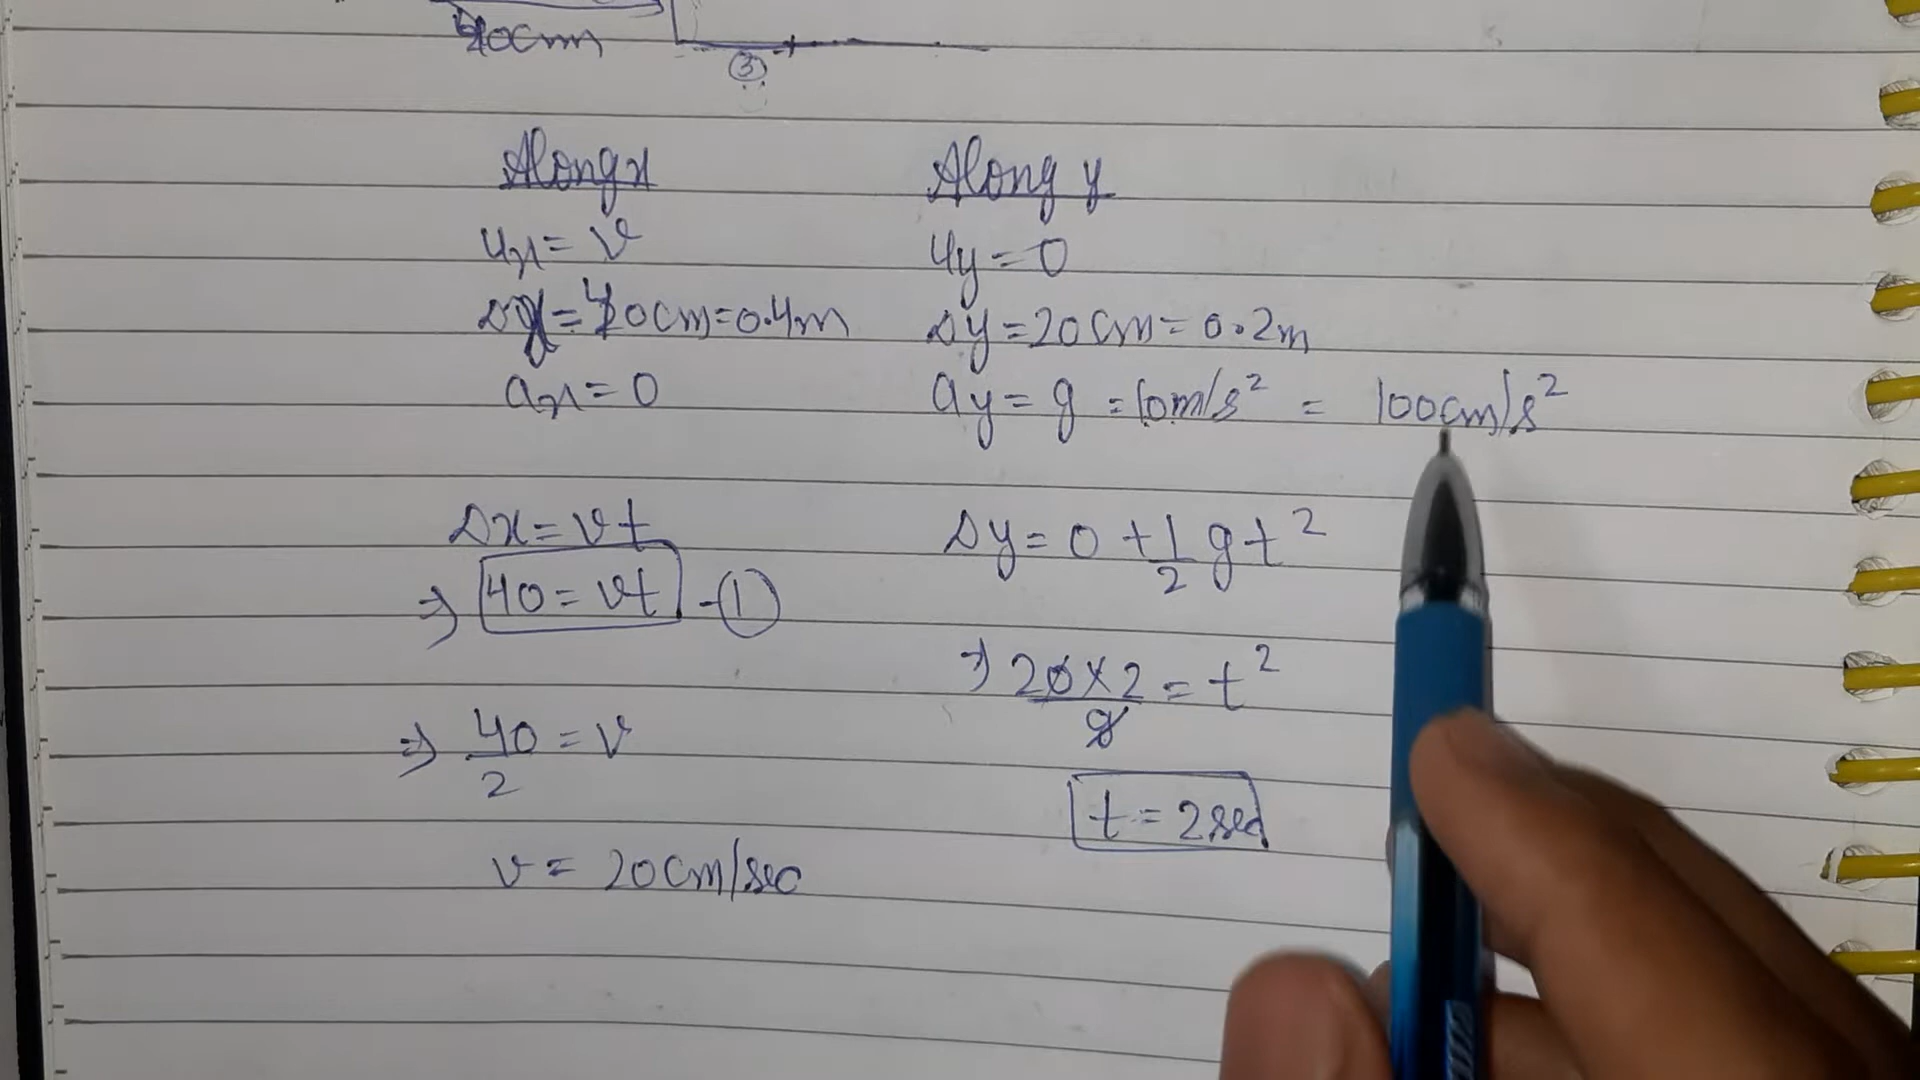 20cm
3
Along x Along y
ux = v uy = 0
Δx = 40cm = 0.4m Δy = 20cm = 0.2m
ax = 0 ay = g = 10m/s² = 100cm/s²
Δx = vt Δy = 0 + 1/2 gt²
⇒ 40 = vt - ①
⇒ 20×2/g = t²
⇒ 40/2 = v
t = 2sec
v = 20cm/sec